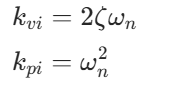 k_{vi} = 2ζω_n
k_{pi} = ω_n^2